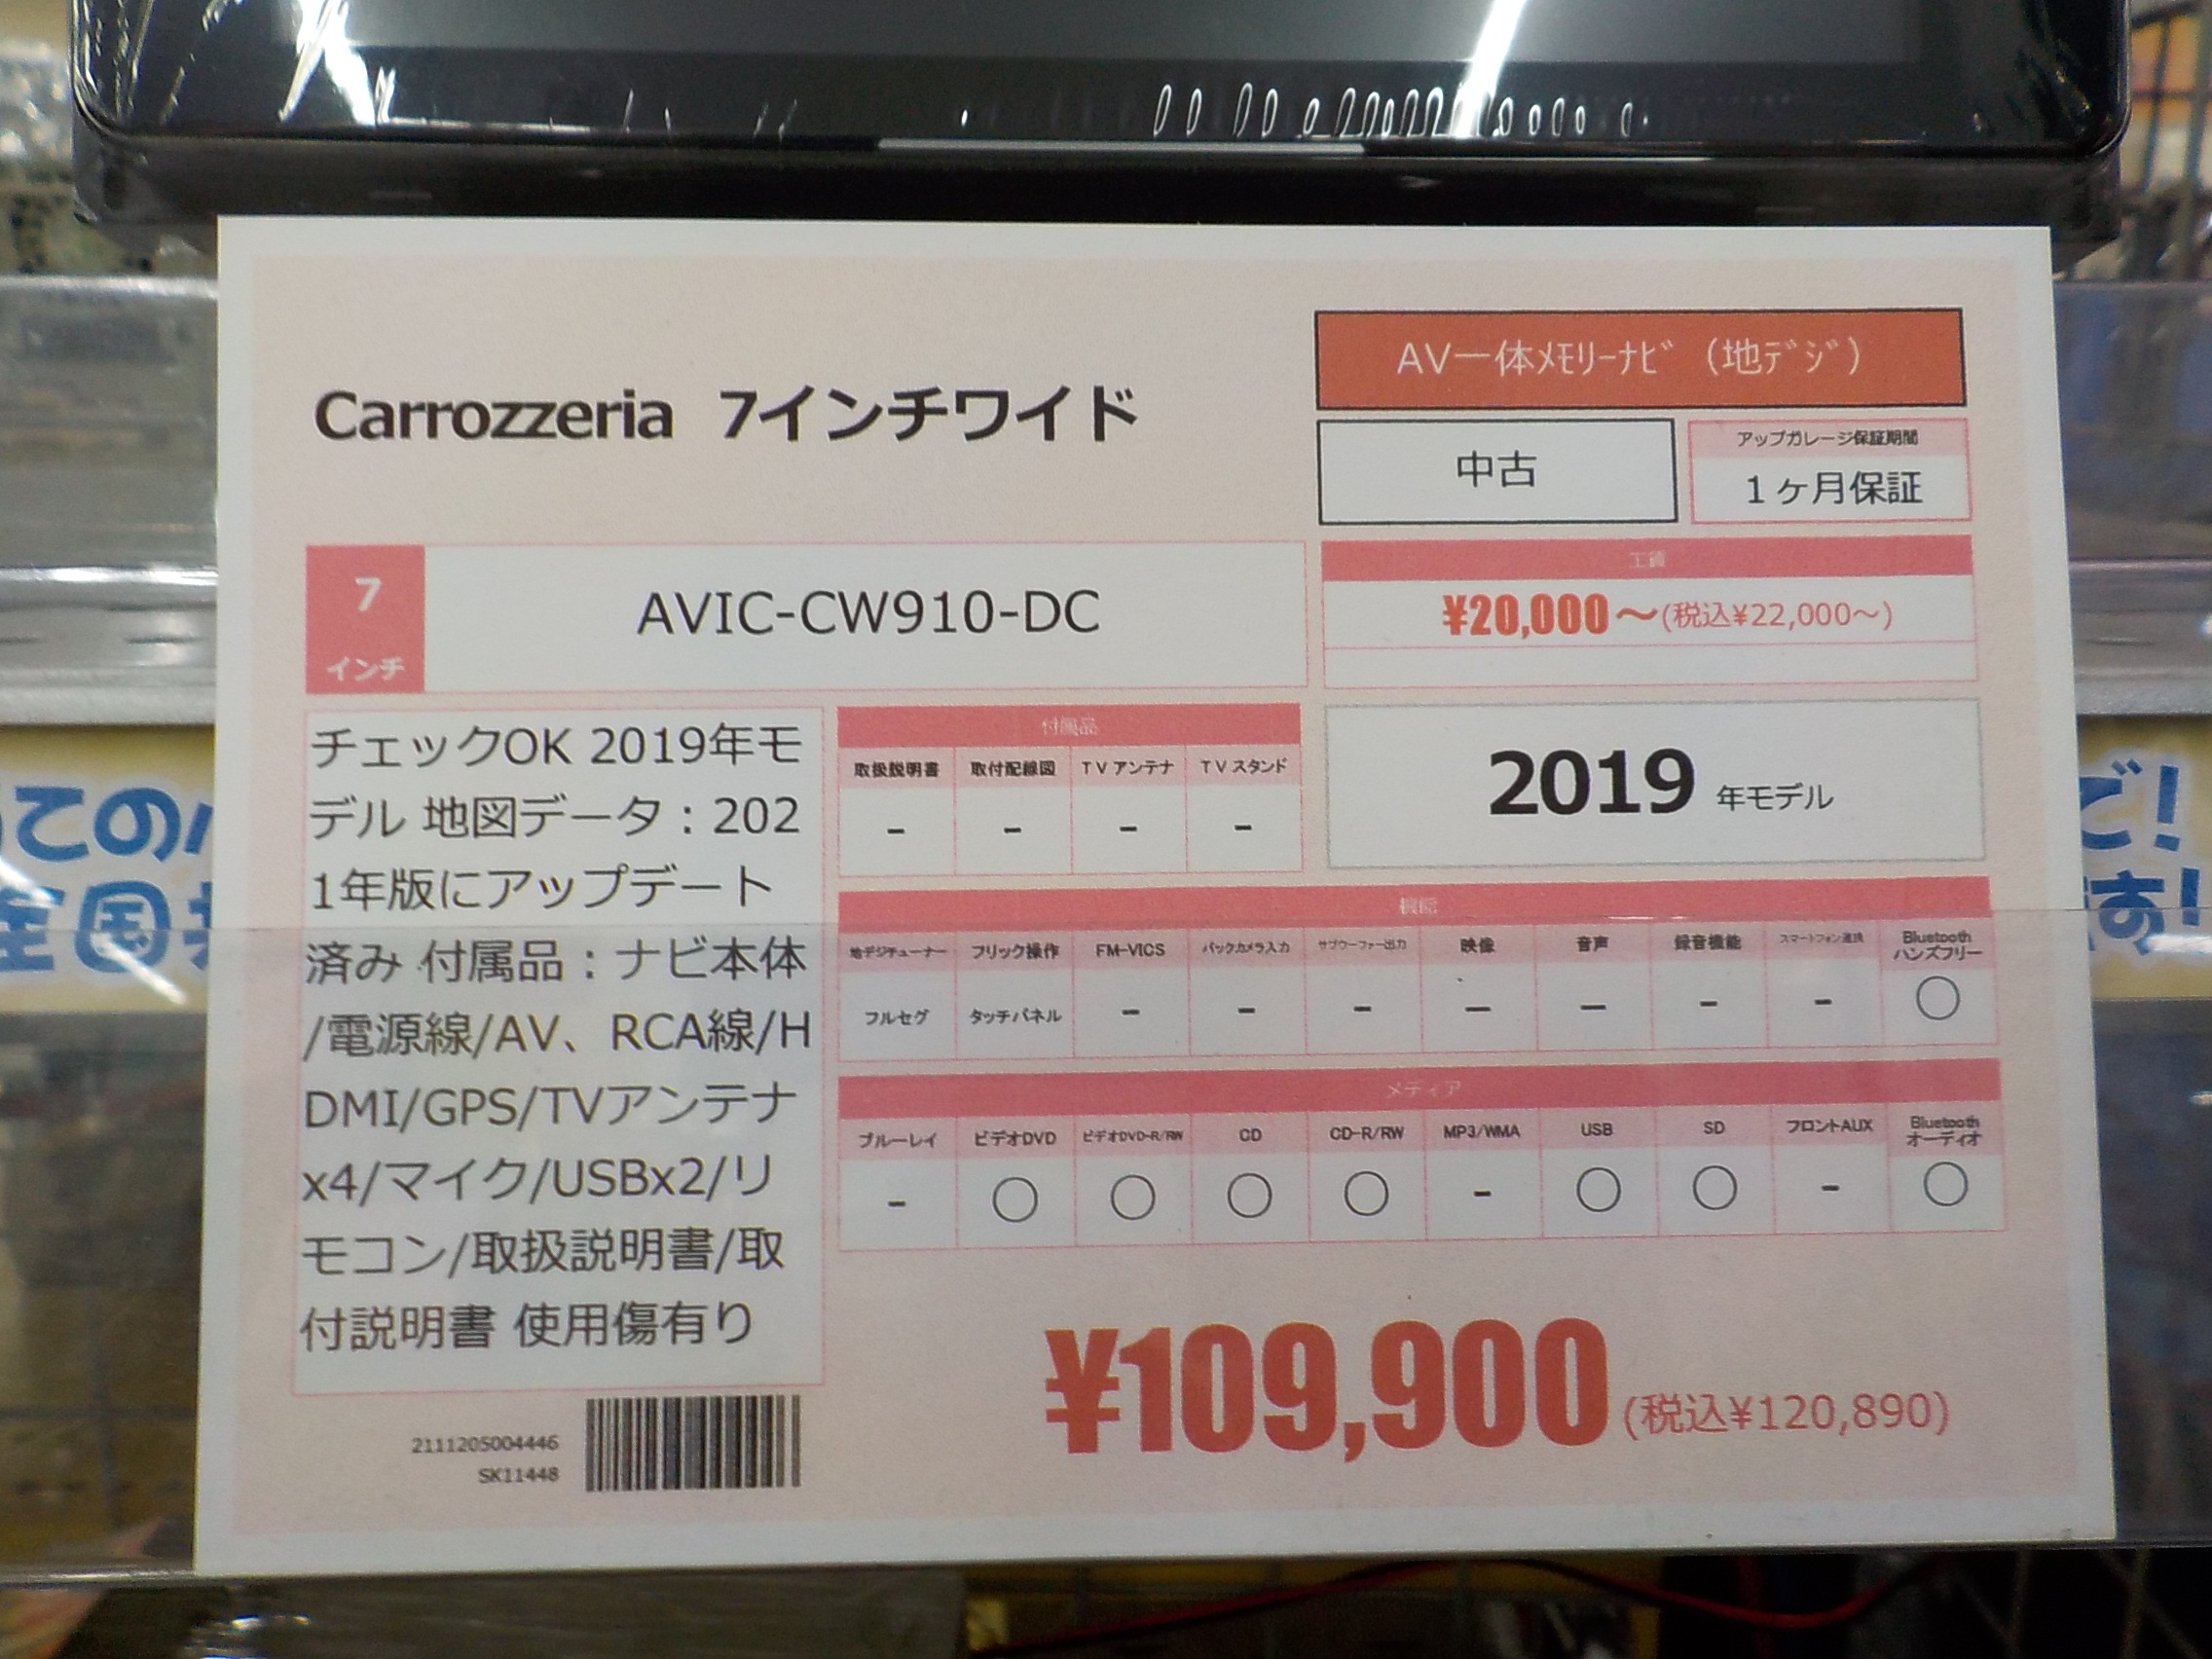 Carrozzeria 7インチワイド
AV一体ﾒﾓﾘｰﾅﾋﾞ（地ﾃﾞｼﾞ）
中古
アップガレージ保証期間
1ヶ月保証
7
インチ
AVIC-CW910-DC
工賃
¥20,000～(税込¥22,000～)
チェックOK 2019年モ
デル 地図データ：202
1年版にアップデート
済み 付属品：ナビ本体
/電源線/AV、RCA線/H
DMI/GPS/TVアンテナ
x4/マイク/USBx2/リ
モコン/取扱説明書/取
付説明書 使用傷有り
付属品
取扱説明書 取付配線図 TVアンテナ TVスタンド
- - - -
2019 年モデル
機能
地デジチューナー フリック操作 FM-VICS バックカメラ入力 サブウーファー出力 映像 音声 録音機能 スマートフォン連携 Bluetooth
ハンズフリー
フルセグ タッチパネル - - - - - - - ○
メディア
ブルーレイ ビデオDVD ビデオDVD-R/RW CD CD-R/RW MP3/WMA USB SD フロントAUX Bluetooth
オーディオ
- ○ ○ ○ ○ - ○ ○ - ○
¥109,900 (税込¥120,890)
2111205004446
SK11448
ての
全国
で!
す!